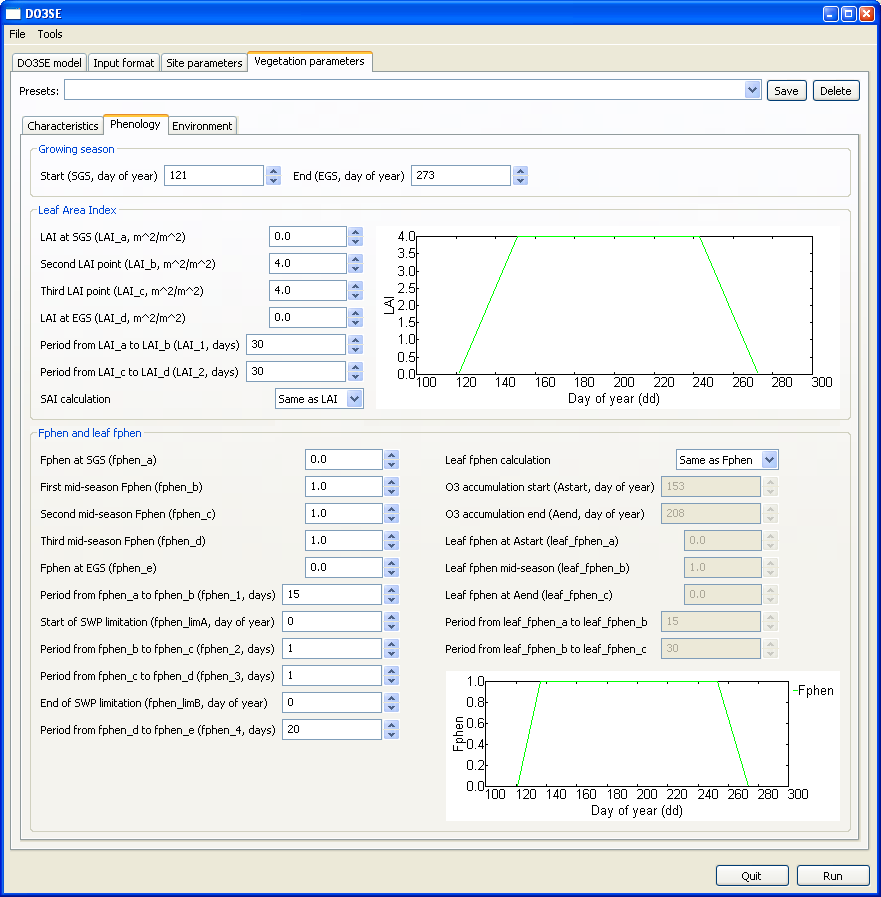 DO3SE
File Tools
DO3SE model Input format Site parameters Vegetation parameters
Presets: Save Delete
Characteristics Phenology Environment
Growing season
Start (SGS, day of year) 121 End (EGS, day of year) 273
Leaf Area Index
LAI at SGS (LAI_a, m^2/m^2) 0.0
Second LAI point (LAI_b, m^2/m^2) 4.0
Third LAI point (LAI_c, m^2/m^2) 4.0
LAI at EGS (LAI_d, m^2/m^2) 0.0
Period from LAI_a to LAI_b (LAI_1, days) 30
Period from LAI_c to LAI_d (LAI_2, days) 30
SAI calculation Same as LAI
4.0
3.5
3.0
2.5
2.0
1.5
1.0
0.5
0.0
LAI
100 120 140 160 180 200 220 240 260 280 300
Day of year (dd)
Fphen and leaf fphen
Fphen at SGS (fphen_a) 0.0
First mid-season Fphen (fphen_b) 1.0
Second mid-season Fphen (fphen_c) 1.0
Third mid-season Fphen (fphen_d) 1.0
Fphen at EGS (fphen_e) 0.0
Period from fphen_a to fphen_b (fphen_1, days) 15
Start of SWP limitation (fphen_limA, day of year) 0
Period from fphen_b to fphen_c (fphen_2, days) 1
Period from fphen_c to fphen_d (fphen_3, days) 1
End of SWP limitation (fphen_limB, day of year) 0
Period from fphen_d to fphen_e (fphen_4, days) 20
Leaf fphen calculation Same as Fphen
O3 accumulation start (Astart, day of year) 153
O3 accumulation end (Aend, day of year) 208
Leaf fphen at Astart (leaf_fphen_a) 0.0
Leaf fphen mid-season (leaf_fphen_b) 1.0
Leaf fphen at Aend (leaf_fphen_c) 0.0
Period from leaf_fphen_a to leaf_fphen_b 15
Period from leaf_fphen_b to leaf_fphen_c 30
1.0
0.8
0.6
0.4
0.2
0.0
Fphen
Fphen
100 120 140 160 180 200 220 240 260 280 300
Day of year (dd)
Quit Run